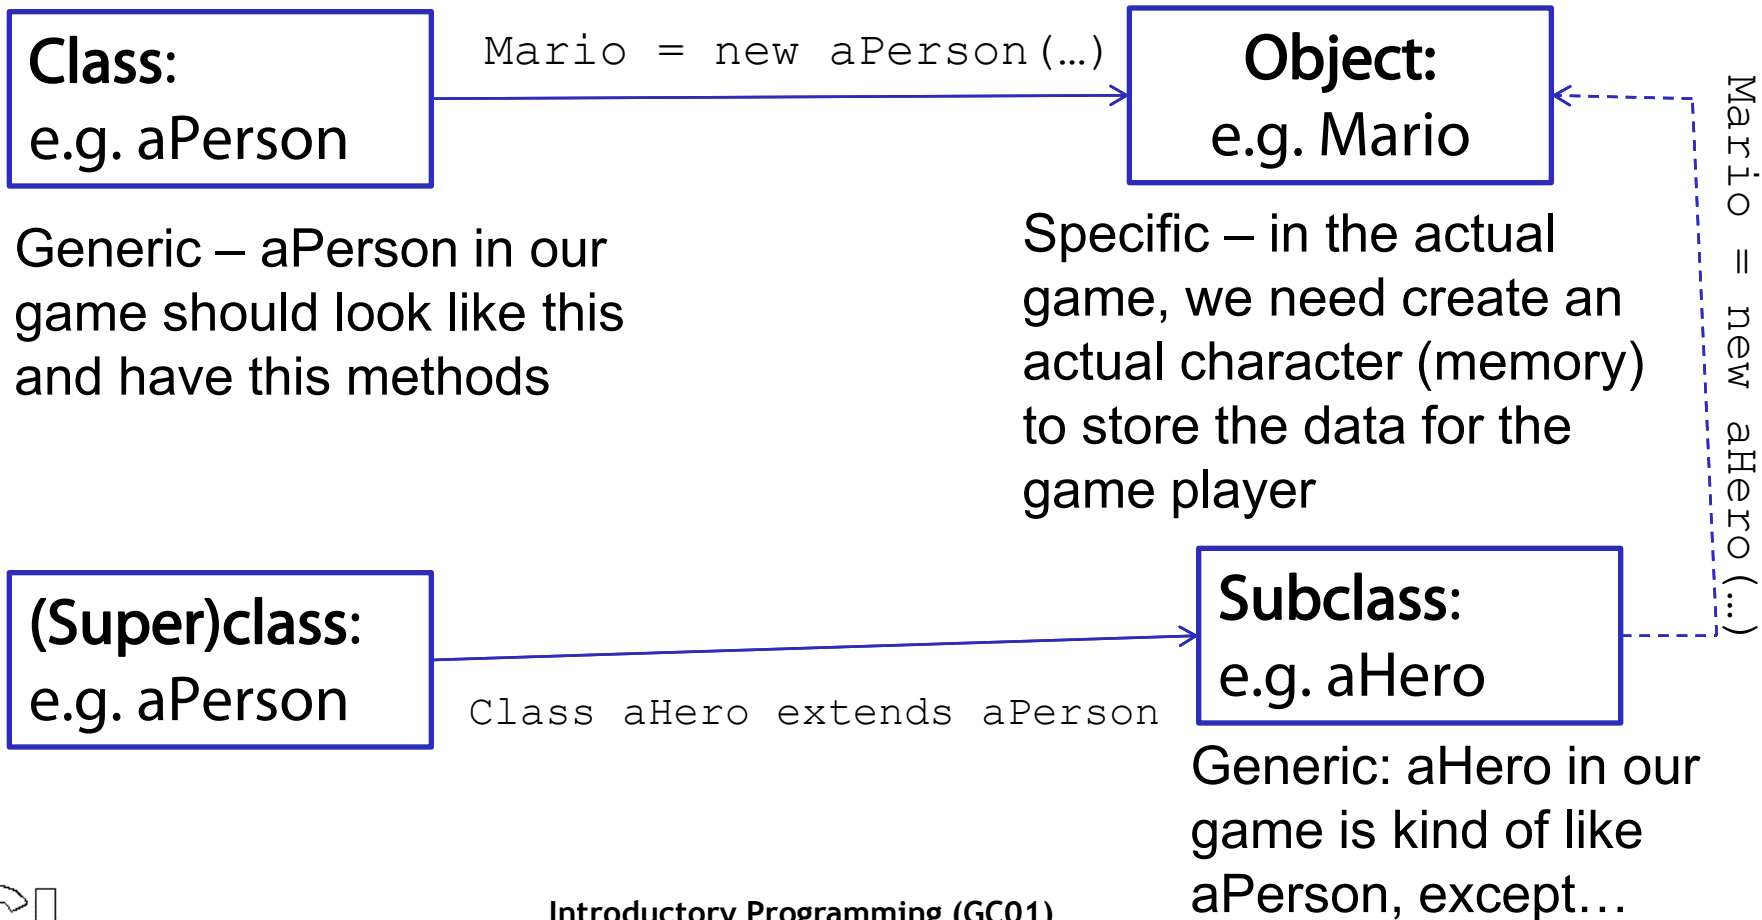 Class:
e.g. aPerson
Mario = new aPerson(…)
Object:
e.g. Mario
Mario = new aHero(…)
Generic – aPerson in our
game should look like this
and have this methods
Specific – in the actual
game, we need create an
actual character (memory)
to store the data for the
game player
(Super)class:
e.g. aPerson
Class aHero extends aPerson
Subclass:
e.g. aHero
Generic: aHero in our
game is kind of like
aPerson, except…
Introductory Programming (GC01)